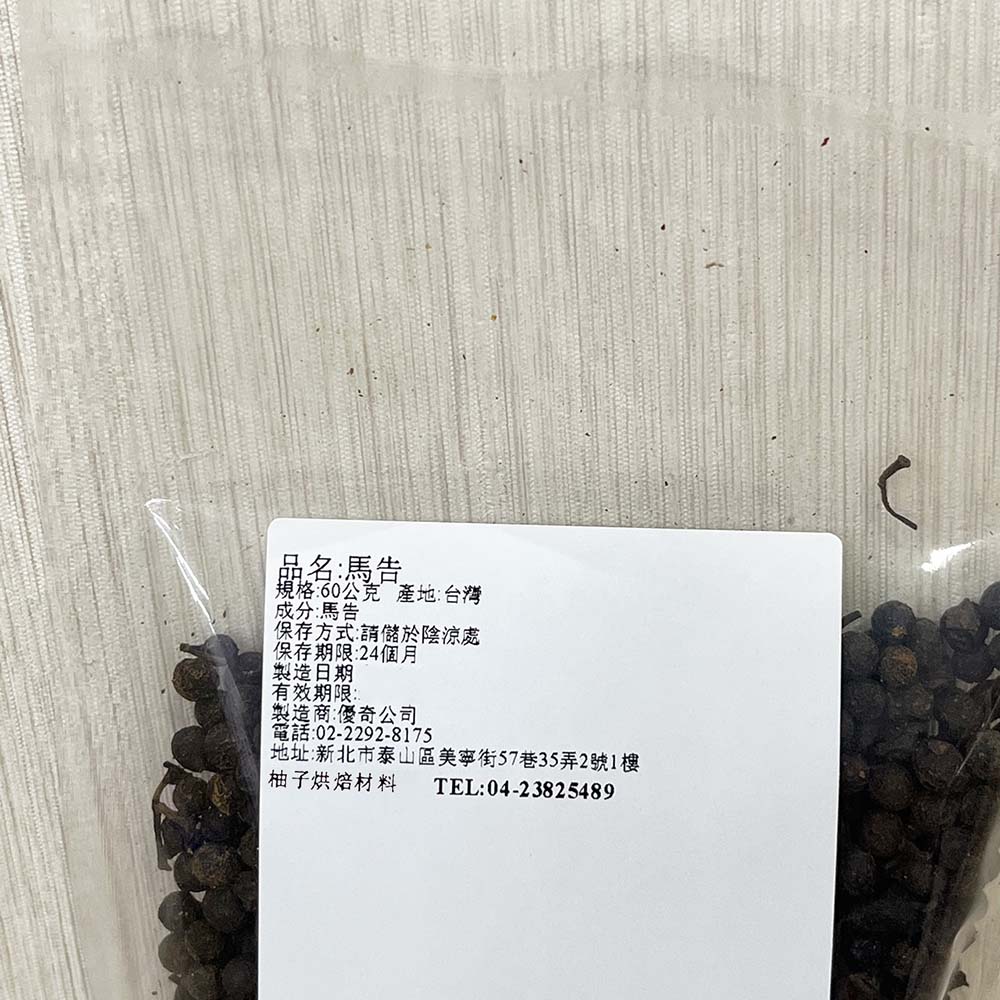 品名:馬告
規格:60公克 產地:台灣
成分:馬告
保存方式:請儲於陰涼處
保存期限:24個月
製造日期
有效期限:
製造商:優奇公司
電話:02-2292-8175
地址:新北市泰山區美寧街57巷35弄2號1樓
柚子烘焙材料 TEL:04-23825489